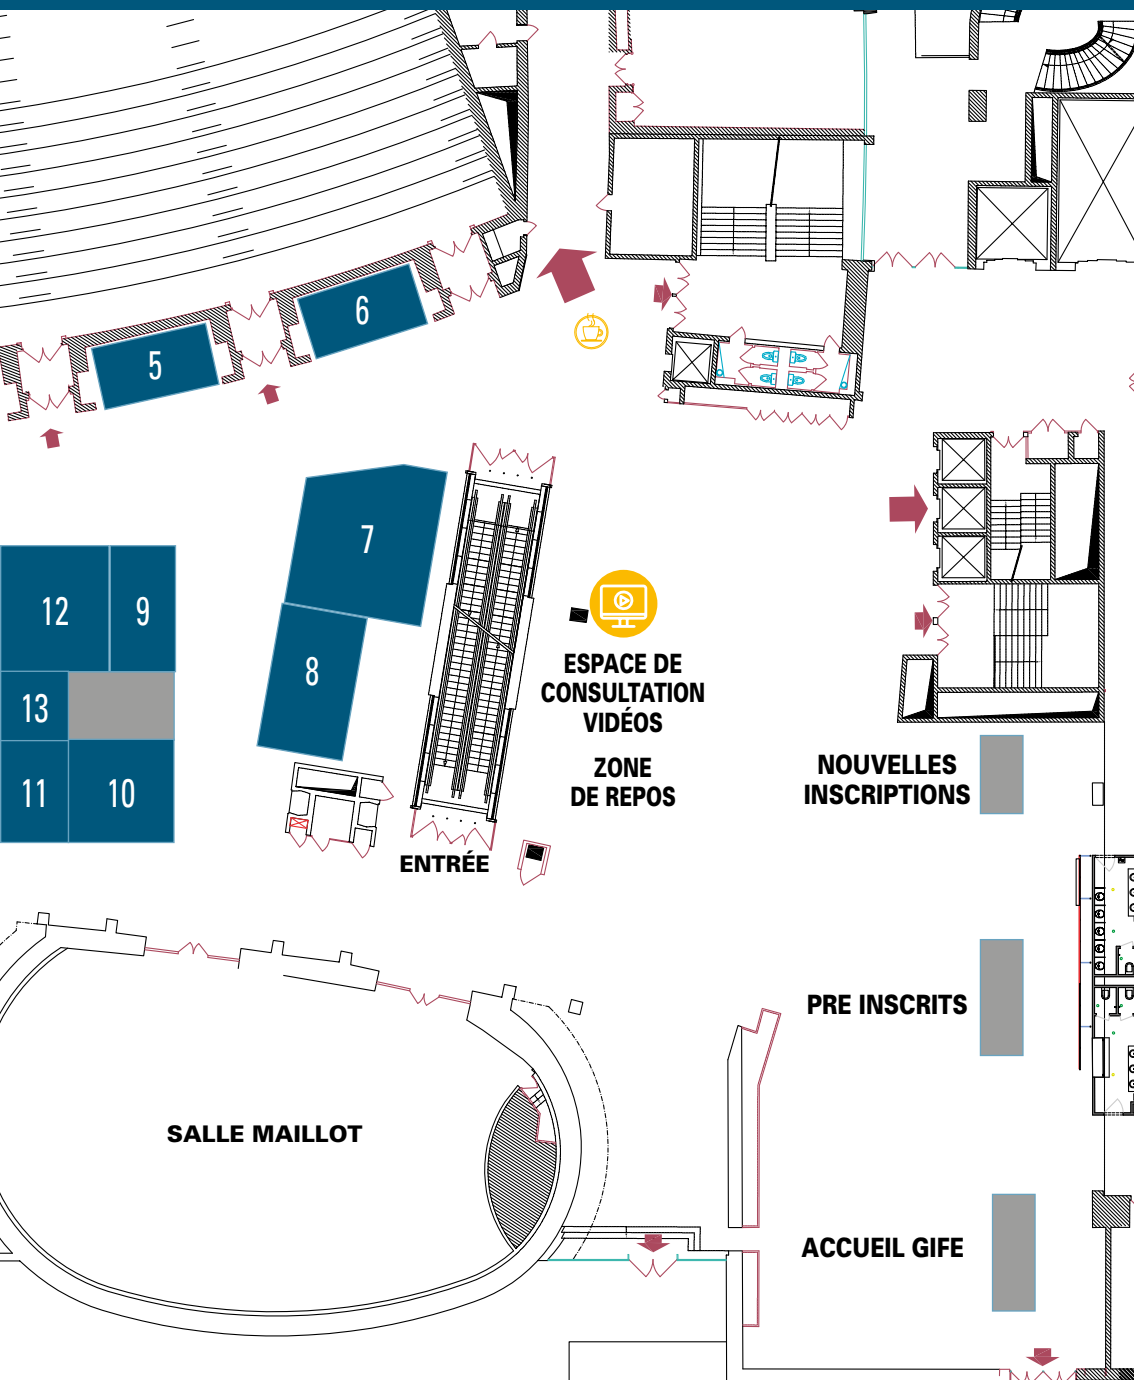 6
5
7
12
9
8
13
11
10
ESPACE DE
CONSULTATION
VIDÉOS
ZONE
DE REPOS
NOUVELLES
INSCRIPTIONS
ENTRÉE
PRE INSCRITS
SALLE MAILLOT
ACCUEIL GIFE